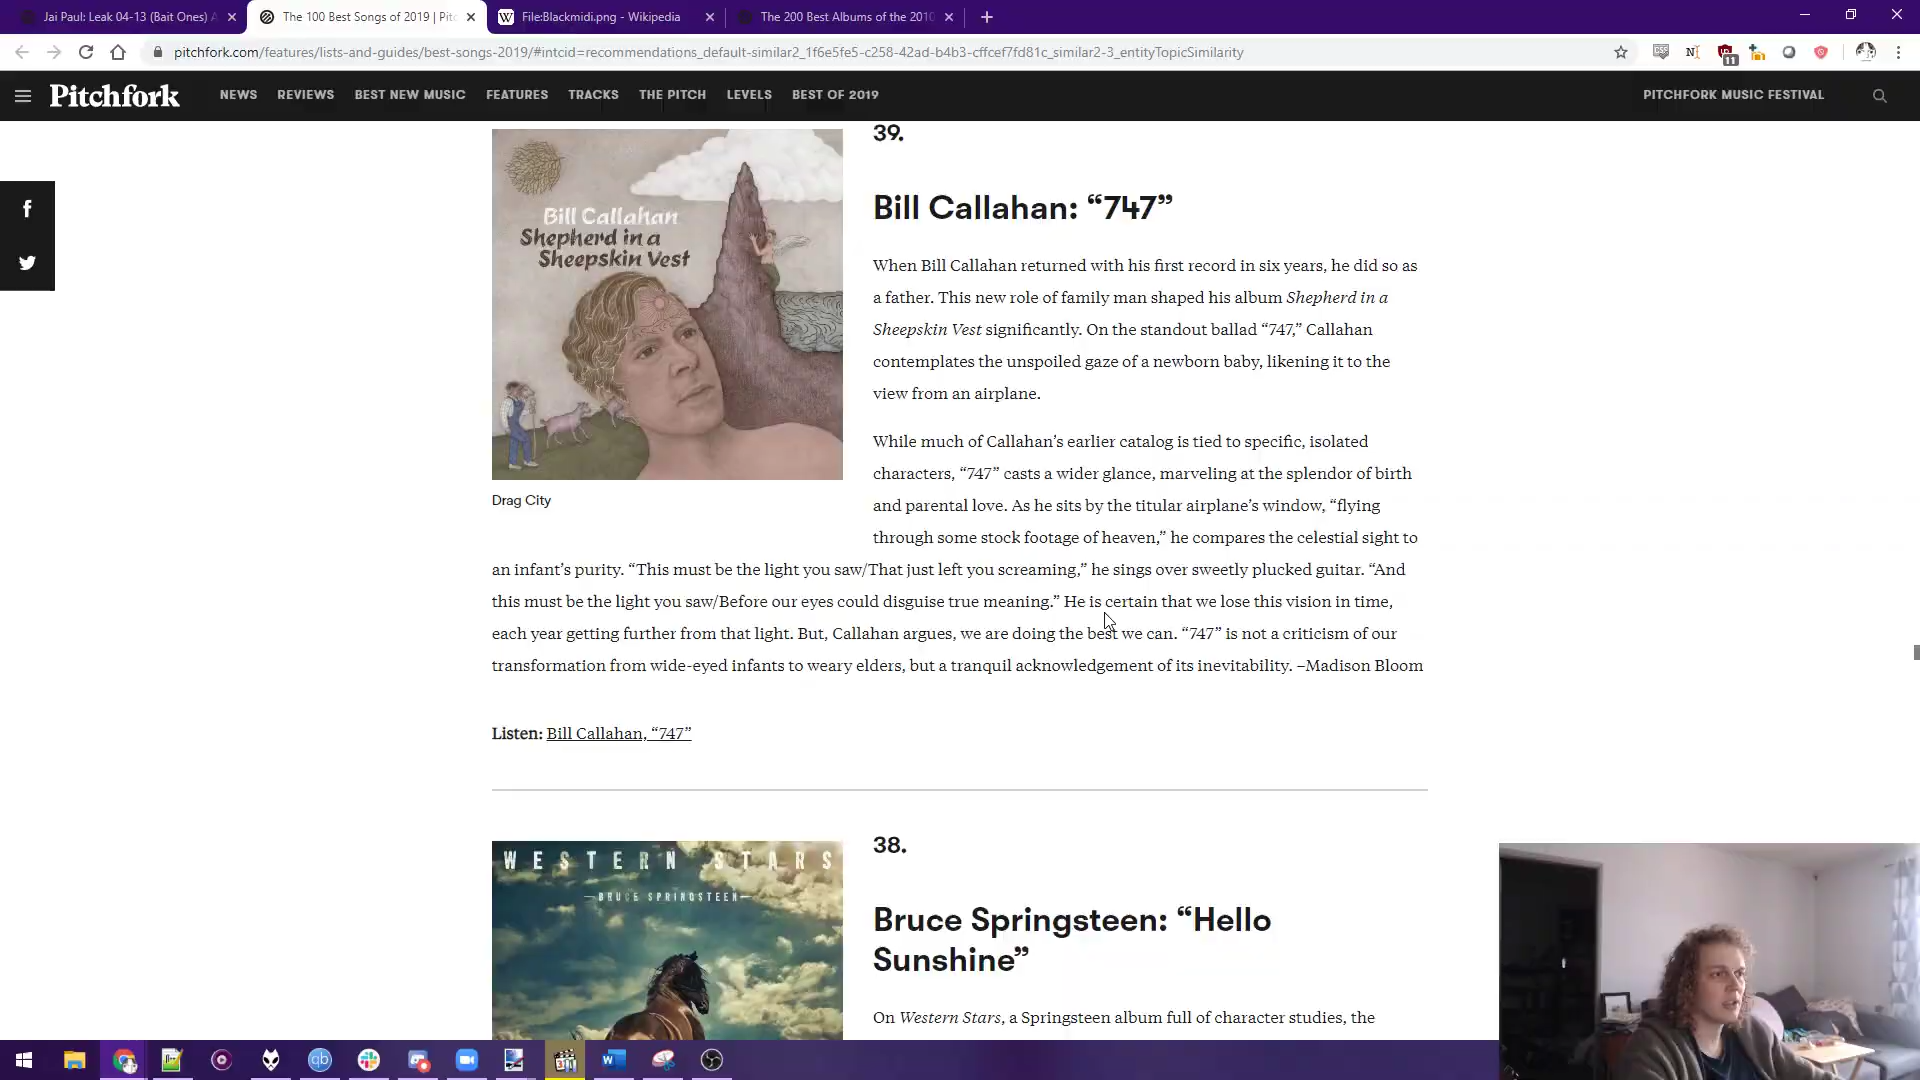 Jai Paul: Leak 04-13 (Bait Ones) A
The 100 Best Songs of 2019 | Pitc
File:Blackmidi.png - Wikipedia
The 200 Best Albums of the 2010
pitchfork.com/features/lists-and-guides/best-songs-2019/#intcid=recommendations_default-similar2_1f6e5fe5-c258-42ad-b4b3-cffcef7fd81c_similar2-3_entityTopicSimilarity
11
Pitchfork
NEWS REVIEWS BEST NEW MUSIC FEATURES TRACKS THE PITCH LEVELS BEST OF 2019 PITCHFORK MUSIC FESTIVAL
39.
Bill Callahan
Shepherd in a
Sheepskin Vest
Drag City
Bill Callahan: “747”
When Bill Callahan returned with his first record in six years, he did so as
a father. This new role of family man shaped his album Shepherd in a
Sheepskin Vest significantly. On the standout ballad “747,” Callahan
contemplates the unspoiled gaze of a newborn baby, likening it to the
view from an airplane.
While much of Callahan’s earlier catalog is tied to specific, isolated
characters, “747” casts a wider glance, marveling at the splendor of birth
and parental love. As he sits by the titular airplane’s window, “flying
through some stock footage of heaven,” he compares the celestial sight to
an infant’s purity. “This must be the light you saw/That just left you screaming,” he sings over sweetly plucked guitar. “And
this must be the light you saw/Before our eyes could disguise true meaning.” He is certain that we lose this vision in time,
each year getting further from that light. But, Callahan argues, we are doing the best we can. “747” is not a criticism of our
transformation from wide-eyed infants to weary elders, but a tranquil acknowledgement of its inevitability. –Madison Bloom
Listen: Bill Callahan, “747”
38.
WESTERN STARS
—BRUCE SPRINGSTEEN—
Bruce Springsteen: “Hello
Sunshine”
On Western Stars, a Springsteen album full of character studies, the